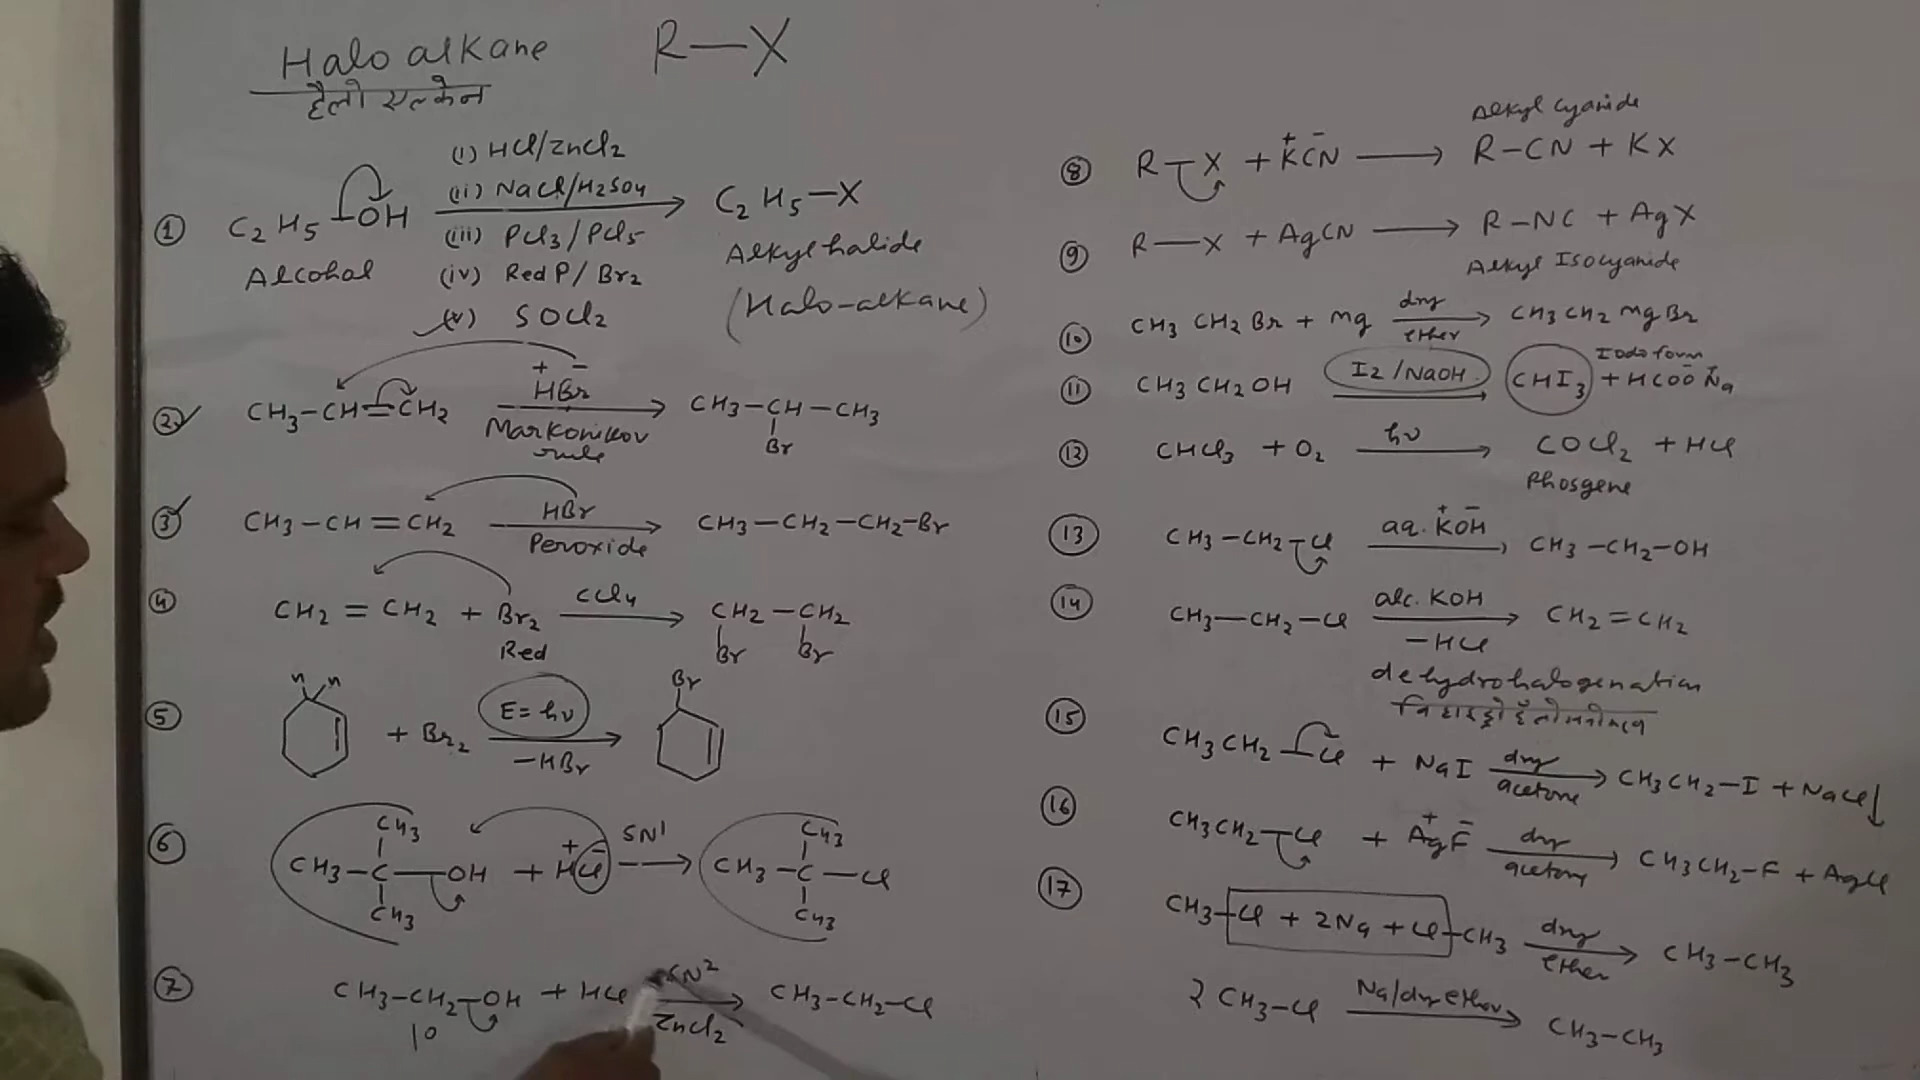 Haloalkane R—X
हैलो एल्केन
① C2H5—OH (i) HCl/ZnCl2 (ii) NaCl/H2SO4 (iii) PCl3/PCl5 (iv) Red P/Br2 (v) SOCl2 C2H5—X
Alcohol Alkyl halide
(Halo-alkane)
② CH3—CH=CH2 HBr + − Markonikov rule CH3—CH—CH3
Br
③ CH3—CH=CH2 HBr Peroxide CH3—CH2—CH2—Br
④ CH2=CH2 + Br2 CCl4 CH2—CH2
Red Br Br
⑤ H H + Br2 E=hν −HBr Br
⑥ CH3 CH3
CH3—C—OH + HCl + − SN1 CH3—C—Cl
CH3 CH3
⑦ CH3—CH2—OH + HCl SN2 ZnCl2 CH3—CH2—Cl
1o
Alkyl Cyanide
⑧ R—X + KCN + − R—CN + KX
⑨ R—X + AgCN R—NC + AgX
Alkyl Isocyanide
⑩ CH3CH2Br + Mg dry ether CH3CH2MgBr
Iodoform
⑪ CH3CH2OH I2/NaOH CHI3 + HCOO Na − +
⑫ CHCl3 + O2 hν COCl2 + HCl
Phosgene
⑬ CH3—CH2—Cl aq. KOH + − CH3—CH2—OH
⑭ CH3—CH2—Cl alc. KOH −HCl CH2=CH2
dehydrohalogenation
⑮ CH3CH2—Cl + NaI dry acetone CH3CH2—I + NaCl↓
⑯ CH3CH2—Cl + AgF + − dry acetone CH3CH2—F + AgCl
⑰ CH3—Cl + 2Na + Cl—CH3 dry ether CH3—CH3
2 CH3—Cl Na/dry ether CH3—CH3